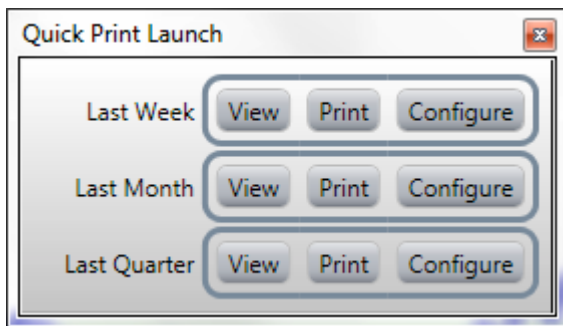 Quick Print Launch
Last Week View Print Configure
Last Month View Print Configure
Last Quarter View Print Configure